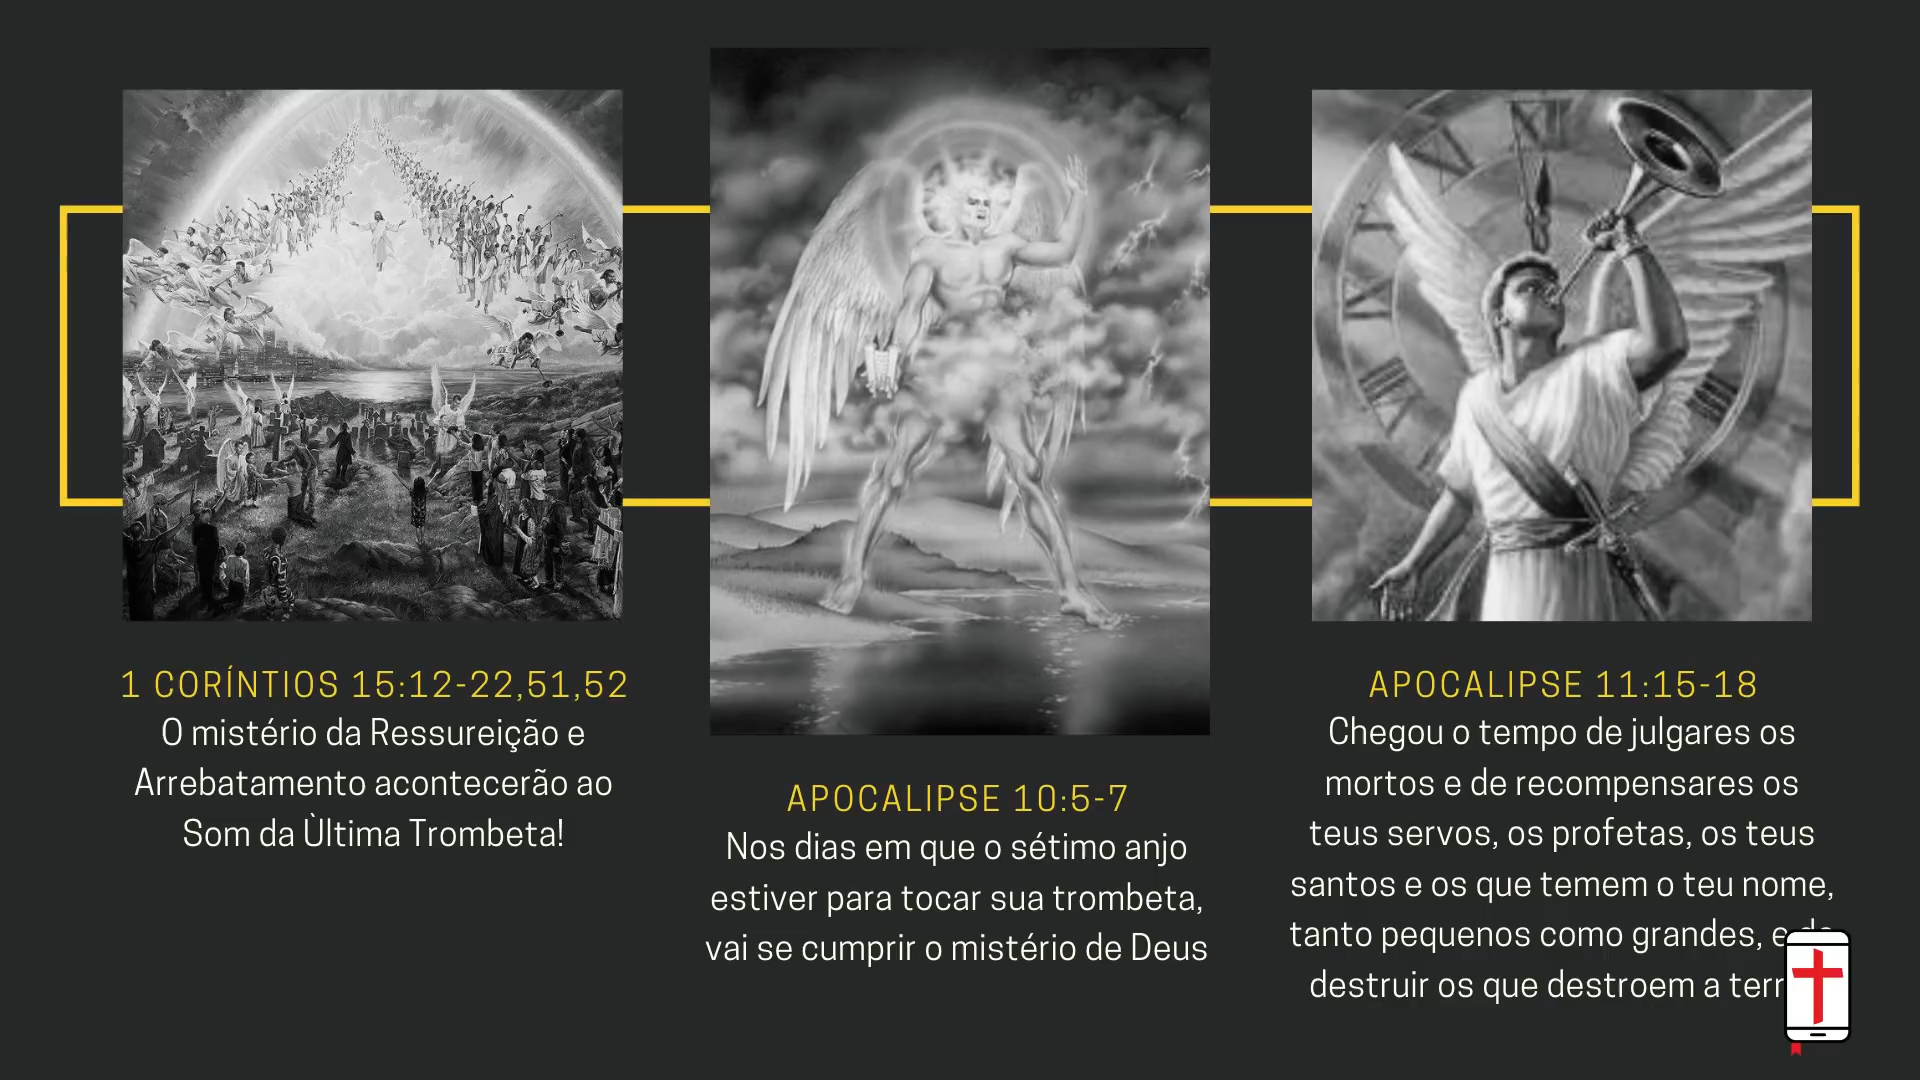 1 CORÍNTIOS 15:12-22,51,52
O mistério da Ressureição e
Arrebatamento acontecerão ao
Som da Ùltima Trombeta!
APOCALIPSE 10:5-7
Nos dias em que o sétimo anjo
estiver para tocar sua trombeta,
vai se cumprir o mistério de Deus
APOCALIPSE 11:15-18
Chegou o tempo de julgares os
mortos e de recompensares os
teus servos, os profetas, os teus
santos e os que temem o teu nome,
tanto pequenos como grandes, e
destruir os que destroem a